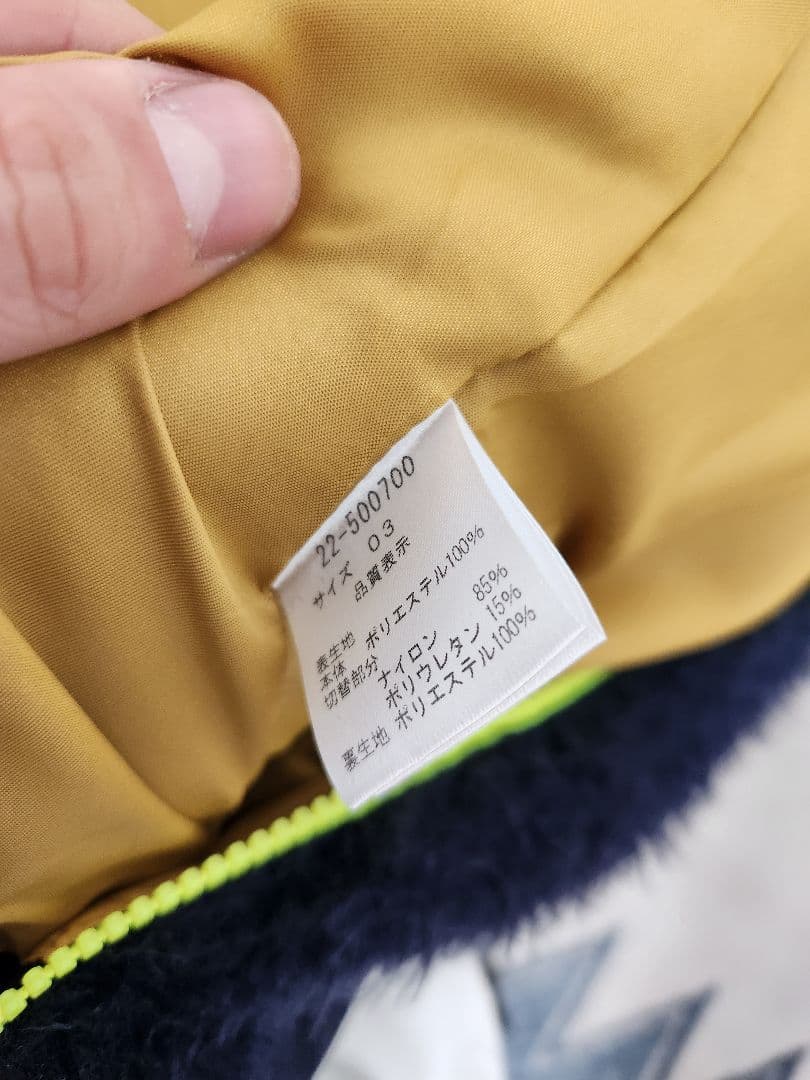 22-500700
サイズ 03
品質表示
表生地
本体 ポリエステル100%
切替部分 ナイロン 85%
ポリウレタン 15%
裏生地 ポリエステル100%